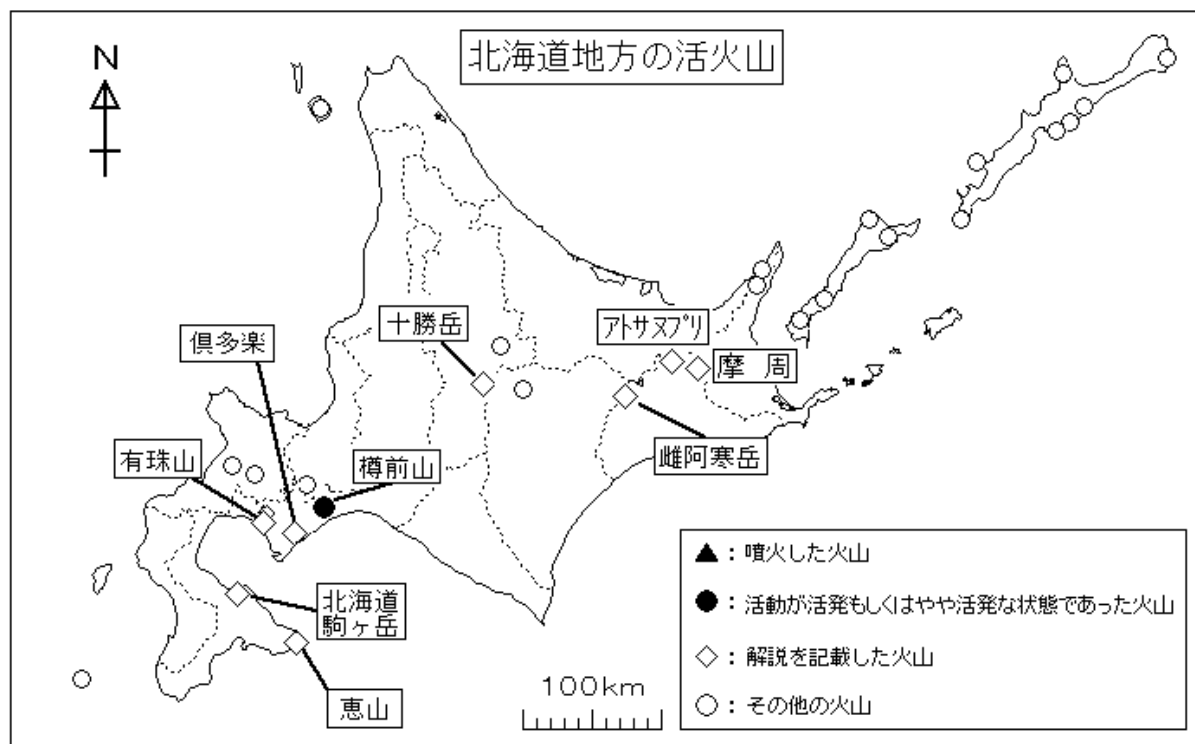 北海道地方の活火山
N
十勝岳
アトサヌプリ
倶多楽
摩 周
有珠山
樽前山
雌阿寒岳
▲：噴火した火山
●：活動が活発もしくはやや活発な状態であった火山
北海道
駒ヶ岳
◇：解説を記載した火山
100km
○：その他の火山
恵山